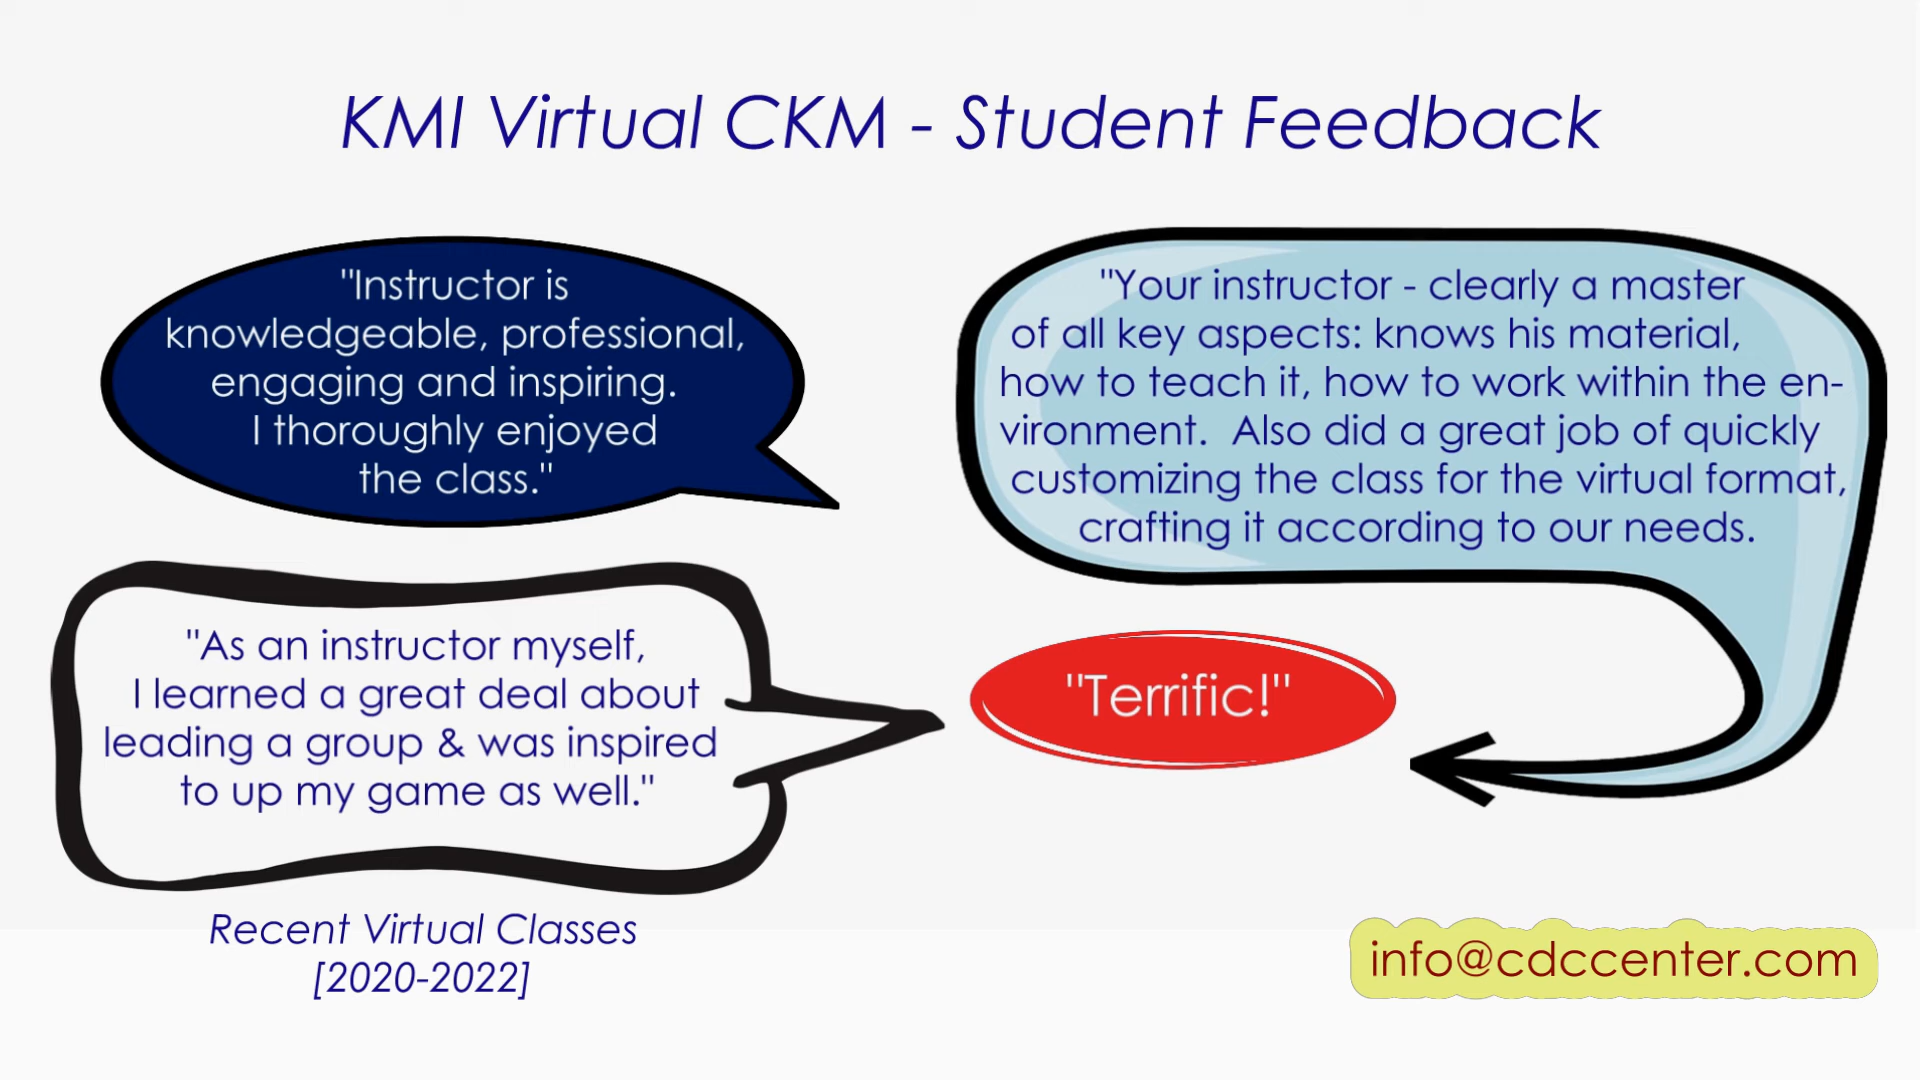 KMI Virtual CKM - Student Feedback
"Instructor is
knowledgeable, professional,
engaging and inspiring.
I thoroughly enjoyed
the class."
"Your instructor - clearly a master
of all key aspects: knows his material,
how to teach it, how to work within the en-
vironment.  Also did a great job of quickly
customizing the class for the virtual format,
crafting it according to our needs.
"As an instructor myself,
I learned a great deal about
leading a group & was inspired
to up my game as well."
"Terrific!"
Recent Virtual Classes
[2020-2022]
info@cdccenter.com